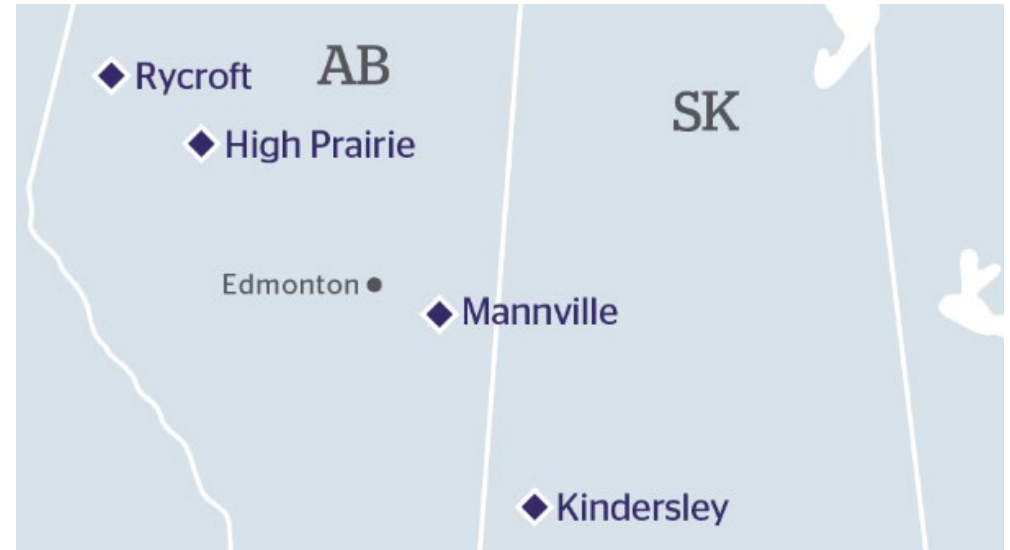 AB
Rycroft
SK
High Prairie
Edmonton
Mannville
Kindersley